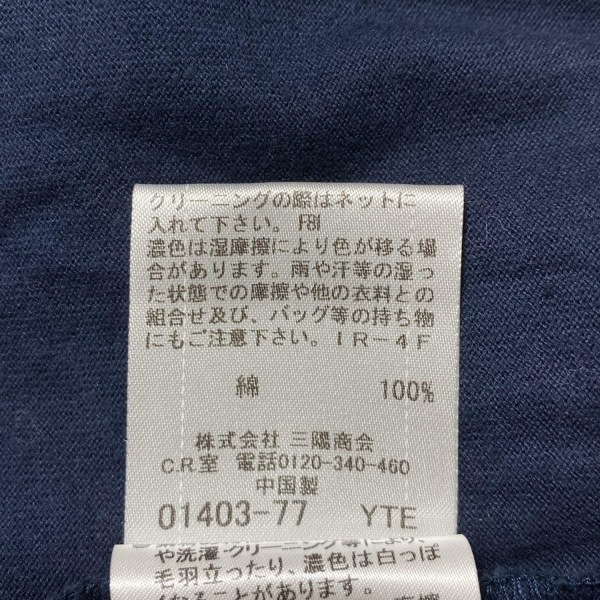 クリーニングの際はネットに
入れて下さい。 F81
濃色は湿摩擦により色が移る場
合があります。雨や汗等の湿っ
た状態での摩擦や他の衣料との
組合せ及び、バッグ等の持ち物
にもご注意下さい。IR-4F
綿 100%
株式会社 三陽商会
C.R.室 電話0120-340-460
中国製
01403-77 YTE
や洗濯・クリーニング等により、
毛羽立ったり、濃色は白っぽ
くなることがあります。